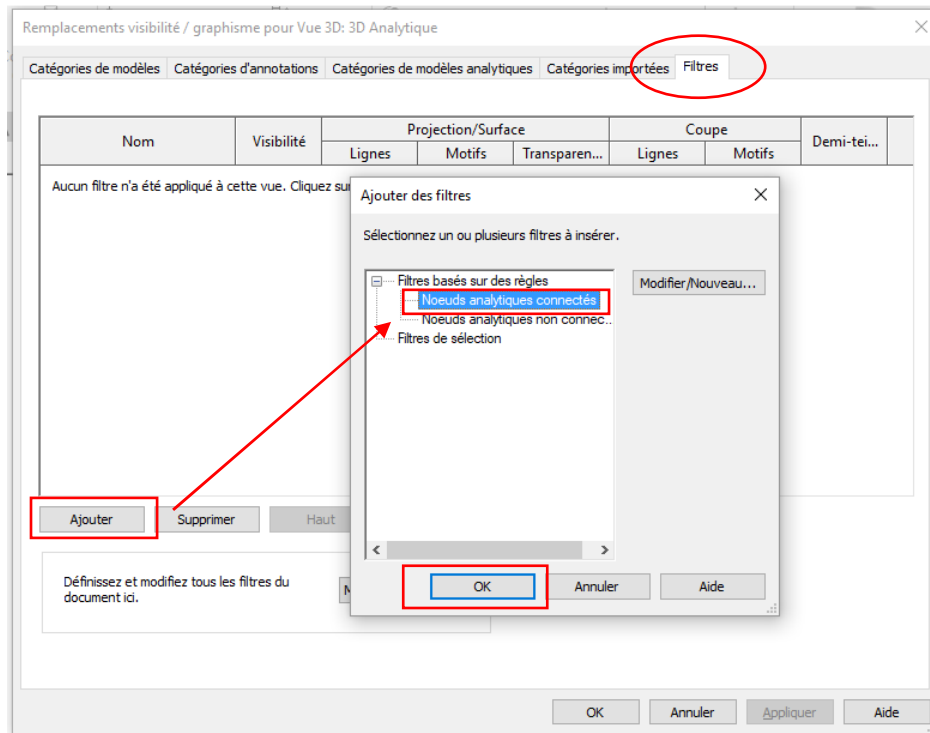 Remplacements visibilité / graphisme pour Vue 3D: 3D Analytique
Catégories de modèles Catégories d'annotations Catégories de modèles analytiques Catégories importées Filtres
Nom Visibilité Projection/Surface Coupe Demi-tei...
Lignes Motifs Transparen... Lignes Motifs
Aucun filtre n'a été appliqué à cette vue. Cliquez sur
Ajouter des filtres
Sélectionnez un ou plusieurs filtres à insérer.
Filtres basés sur des règles
Noeuds analytiques connectés
Noeuds analytiques non connec..
Filtres de sélection
Modifier/Nouveau...
OK Annuler Aide
Ajouter Supprimer Haut
Définissez et modifiez tous les filtres du
document ici.
OK Annuler Appliquer Aide